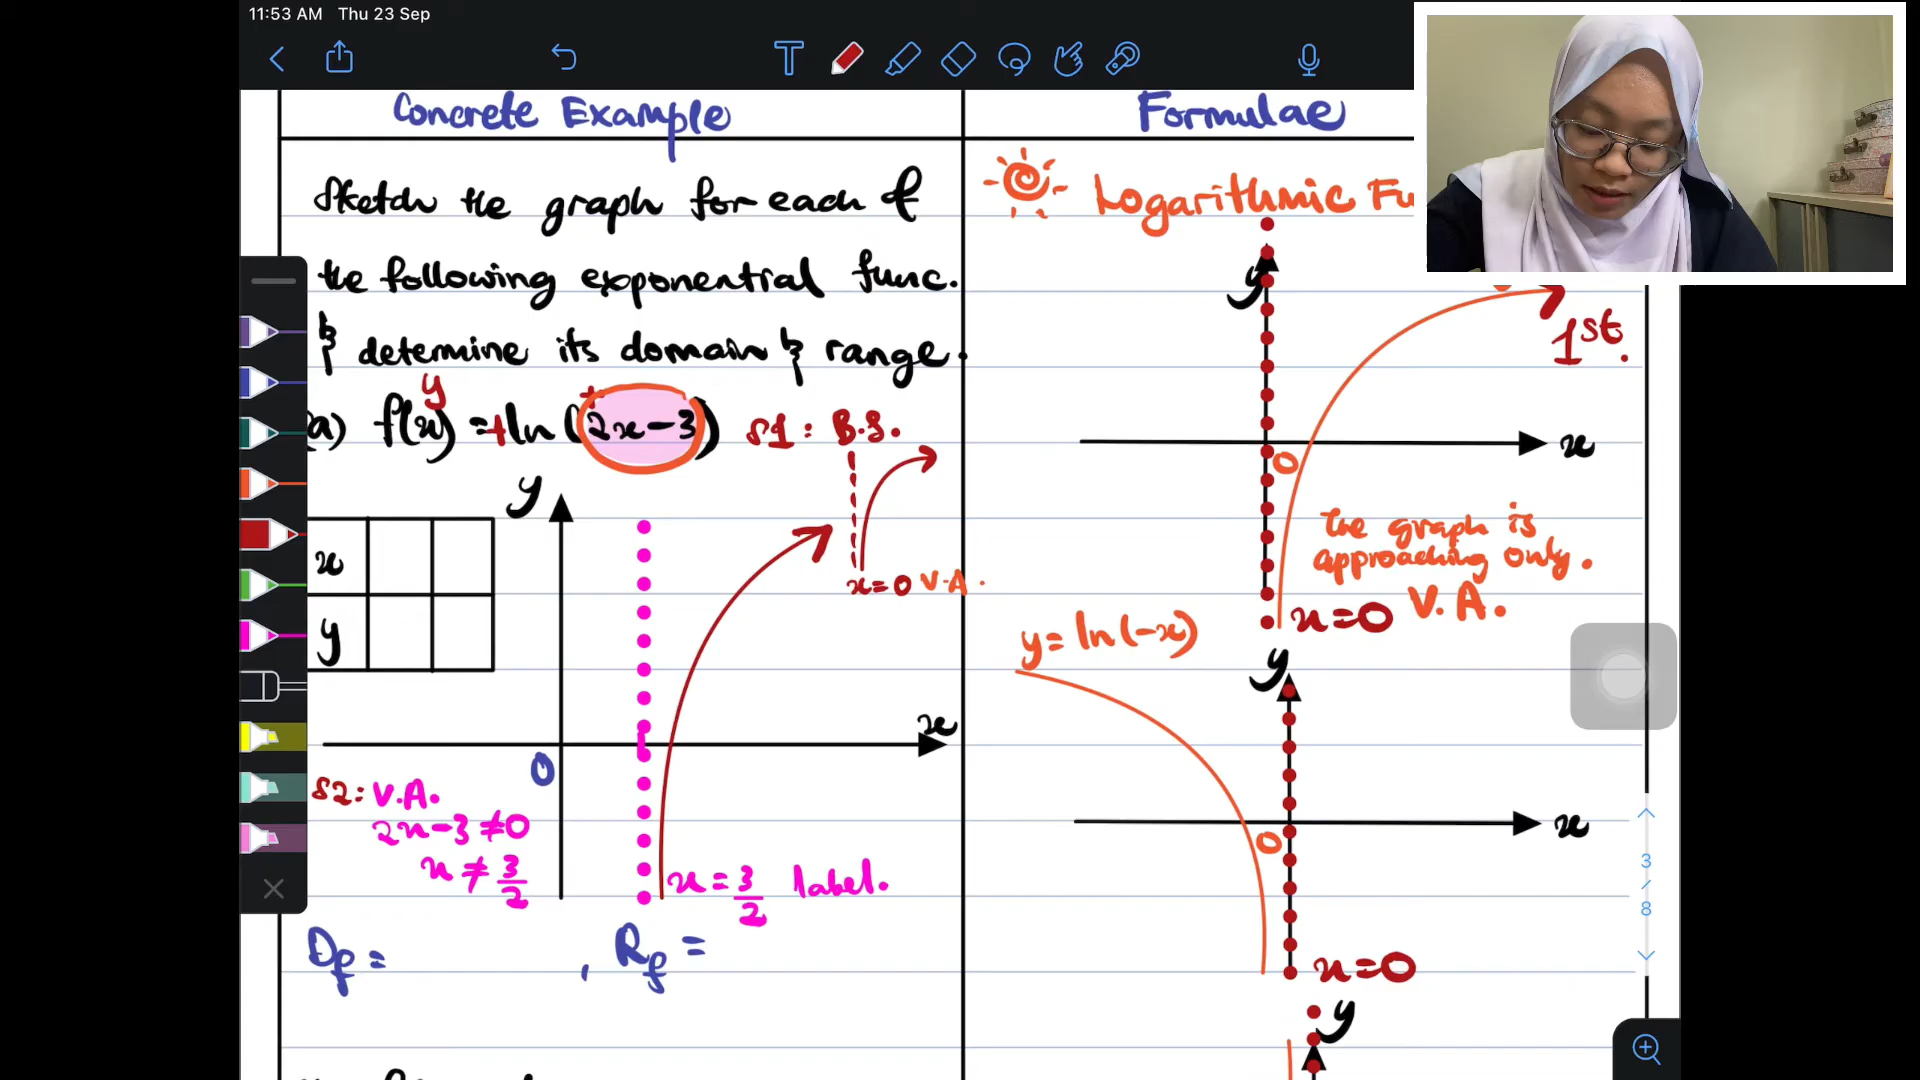 11:53 AM Thu 23 Sep
Concrete Example
Sketch the graph for each of
the following exponential func.
& determine its domain & range.
y
(a) f(x) = +ln (2x-3)
+
S1: B.S.
x=0 V.A.
y
x
y
x
0
S2: V.A.
2x-3 ≠0
x ≠ 3/2
x = 3/2 label.
Df = , Rf =
Formulae
Logarithmic Fu
y
1st.
x
0
The graph is
approaching only.
x=0 V.A.
y= ln(-x)
y
x
0
x=0
y
3
/
8